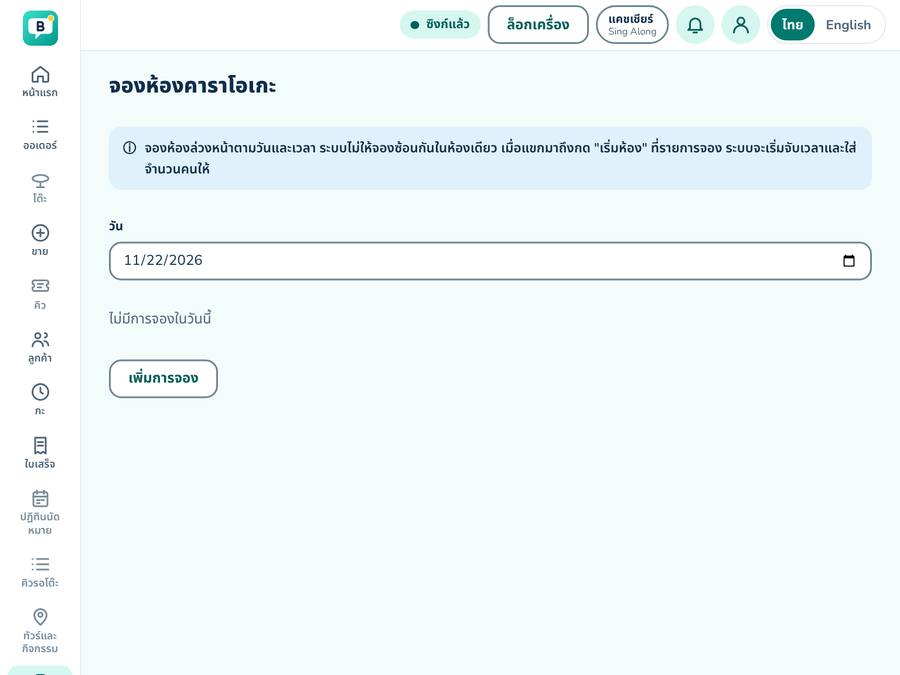 B
ซิงก์แล้ว
ล็อกเครื่อง
แคชเชียร์
Sing Along
ไทย
English
หน้าแรก
ออเดอร์
โต๊ะ
ขาย
คิว
ลูกค้า
กะ
ใบเสร็จ
ปฏิทินนัด
หมาย
คิวรอโต๊ะ
ทัวร์และ
กิจกรรม
จองห้องคาราโอเกะ
จองห้องล่วงหน้าตามวันและเวลา ระบบไม่ให้จองซ้อนกันในห้องเดียว เมื่อแขกมาถึงกด "เริ่มห้อง" ที่รายการจอง ระบบจะเริ่มจับเวลาและใส่
จำนวนคนให้
วัน
11/22/2026
ไม่มีการจองในวันนี้
เพิ่มการจอง